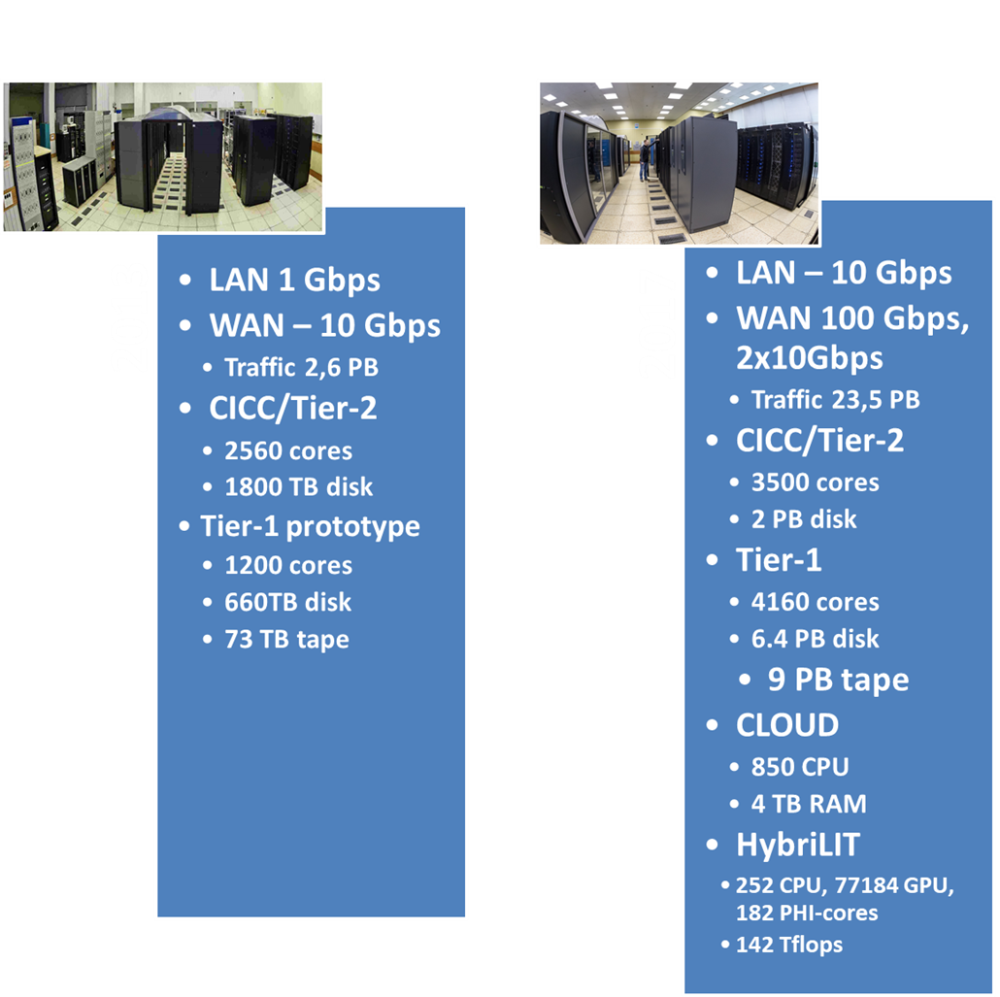 • LAN 1 Gbps
• WAN – 10 Gbps
• Traffic 2,6 PB
• CICC/Tier-2
• 2560 cores
• 1800 TB disk
• Tier-1 prototype
• 1200 cores
• 660TB disk
• 73 TB tape
• LAN – 10 Gbps
• WAN 100 Gbps,
2x10Gbps
• Traffic 23,5 PB
• CICC/Tier-2
• 3500 cores
• 2 PB disk
• Tier-1
• 4160 cores
• 6.4 PB disk
• 9 PB tape
• CLOUD
• 850 CPU
• 4 TB RAM
• HybriLIT
• 252 CPU, 77184 GPU,
182 PHI-cores
• 142 Tflops